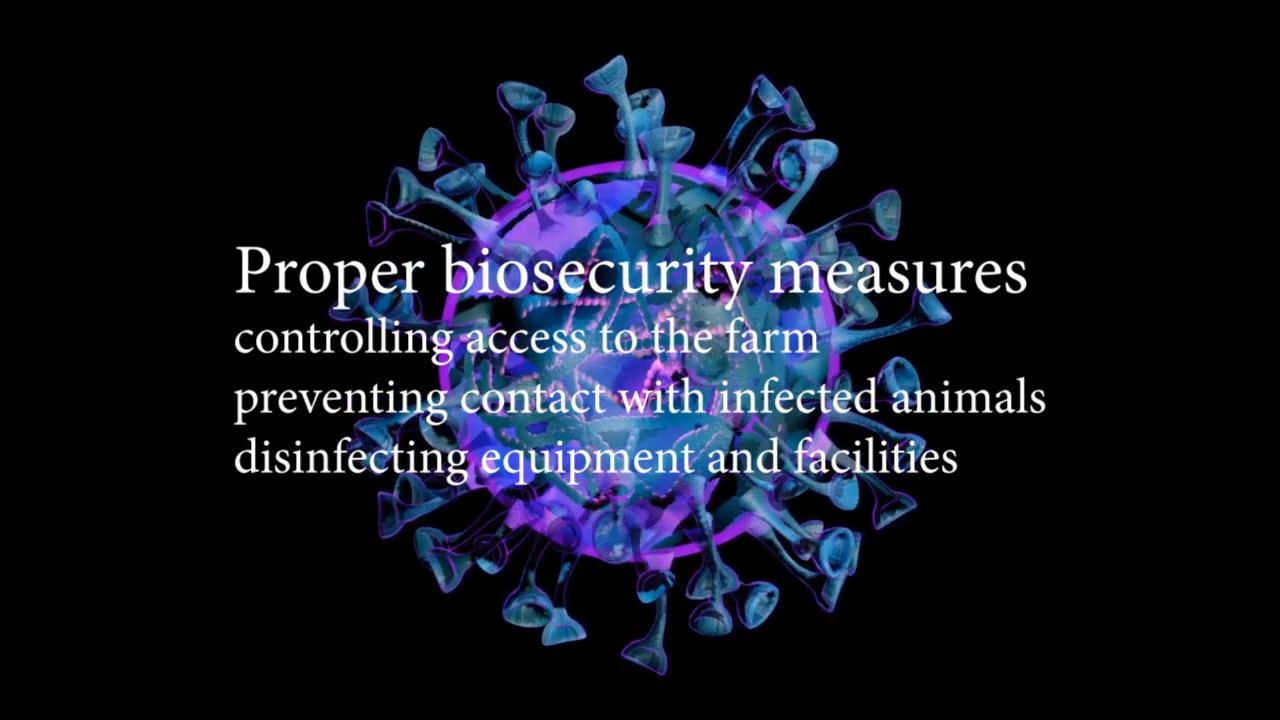 Proper biosecurity measures
controlling access to the farm
preventing contact with infected animals
disinfecting equipment and facilities